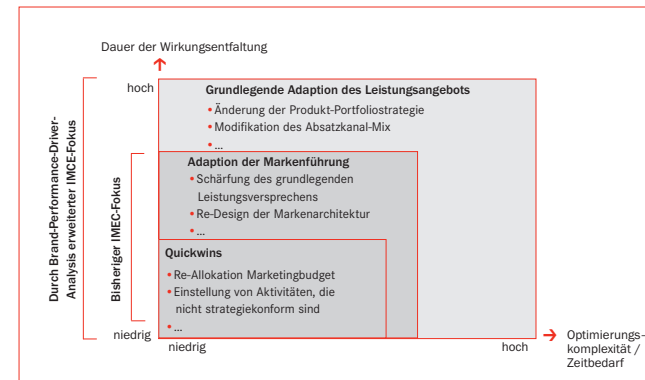 Dauer der Wirkungsentfaltung
hoch
Grundlegende Adaption des Leistungsangebots
• Änderung der Produkt-Portfoliostrategie
• Modifikation des Absatzkanal-Mix
• ...
Durch Brand-Performance-Driver-
Analysis erweiterter IMCE-Fokus
Bisheriger IMEC-Fokus
Adaption der Markenführung
• Schärfung des grundlegenden
Leistungsversprechens
• Re-Design der Markenarchitektur
• ...
Quickwins
• Re-Allokation Marketingbudget
• Einstellung von Aktivitäten, die
nicht strategiekonform sind
• ...
niedrig
niedrig
hoch
Optimierungs-
komplexität /
Zeitbedarf